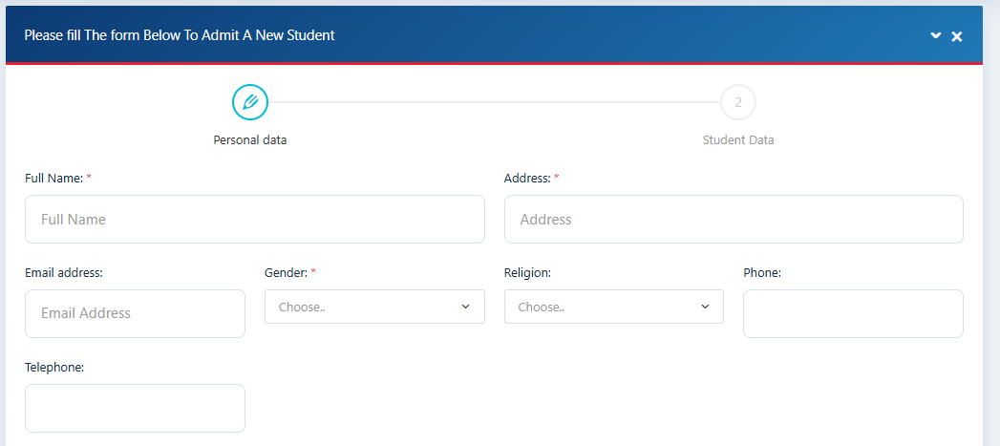 Please fill The form Below To Admit A New Student
2
Personal data
Student Data
Full Name: *
Address: *
Full Name
Address
Email address:
Gender: *
Religion:
Phone:
Email Address
Choose..
Choose..
Telephone: